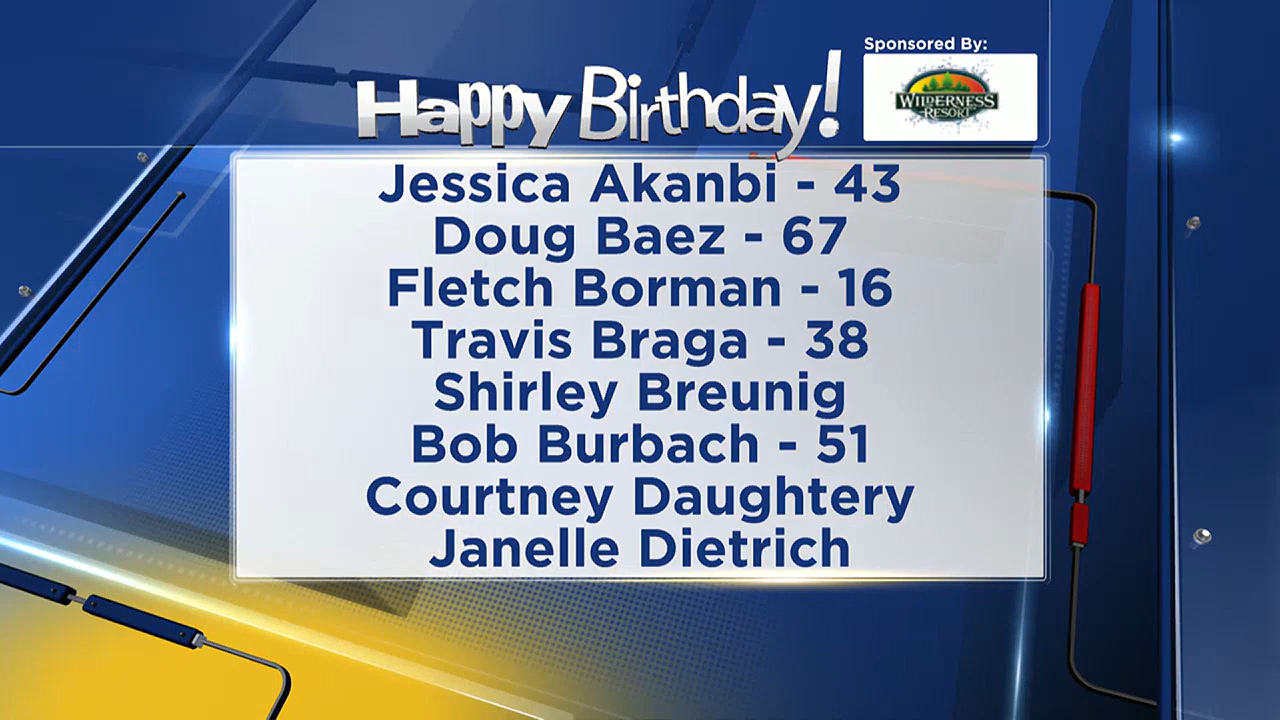 Sponsored By:
Happy Birthday!
WILDERNESS
RESORT
Jessica Akanbi - 43
Doug Baez - 67
Fletch Borman - 16
Travis Braga - 38
Shirley Breunig
Bob Burbach - 51
Courtney Daughtery
Janelle Dietrich